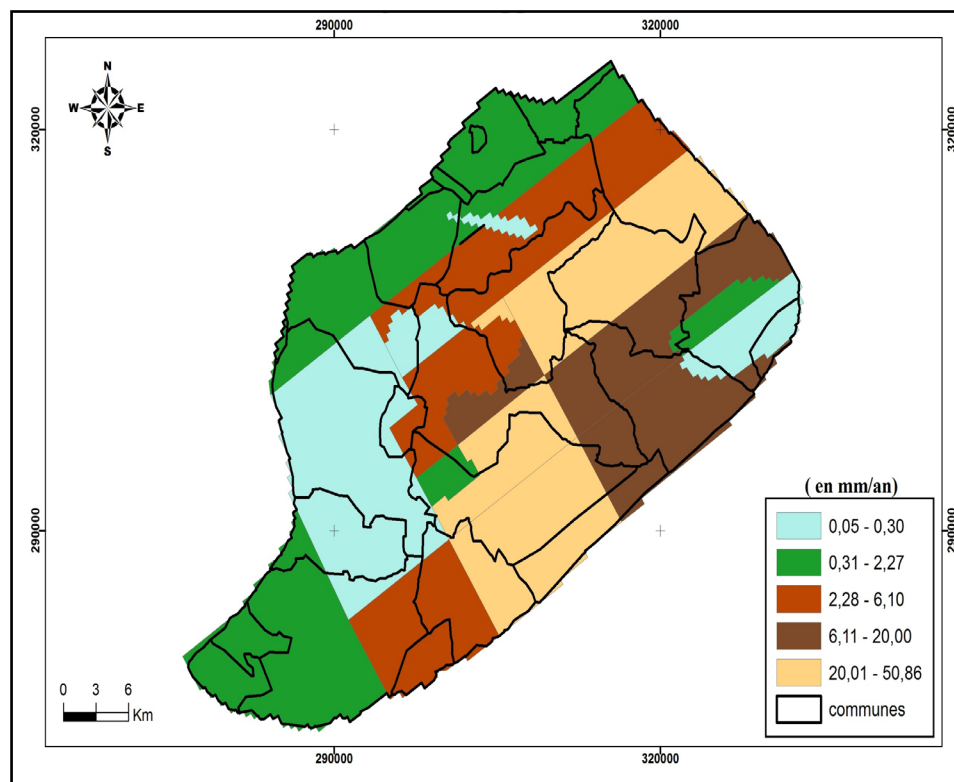 290000 320000
N
W E
S
320000 320000
290000 290000
( en mm/an)
0,05 - 0,30
0,31 - 2,27
2,28 - 6,10
6,11 - 20,00
20,01 - 50,86
communes
0 3 6
Km
290000 320000